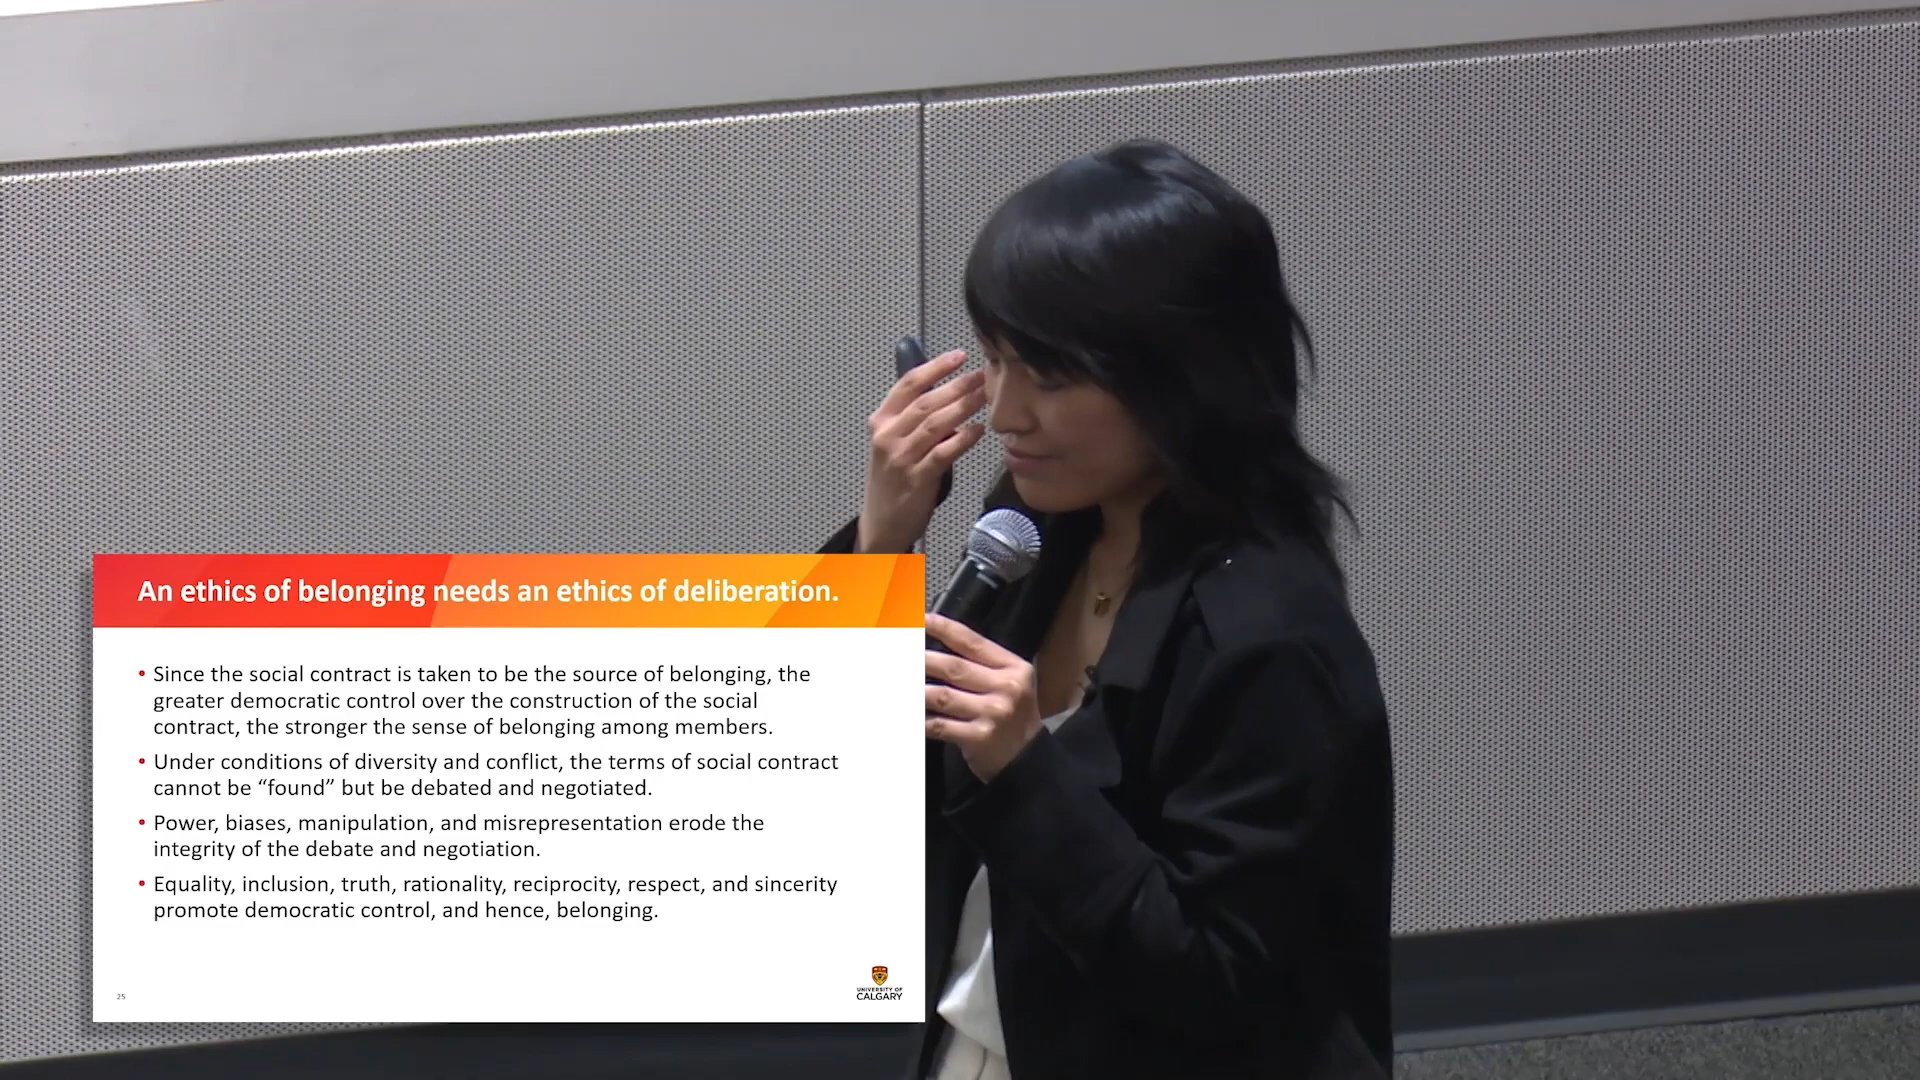 An ethics of belonging needs an ethics of deliberation.
• Since the social contract is taken to be the source of belonging, the
greater democratic control over the construction of the social
contract, the stronger the sense of belonging among members.
• Under conditions of diversity and conflict, the terms of social contract
cannot be “found” but be debated and negotiated.
• Power, biases, manipulation, and misrepresentation erode the
integrity of the debate and negotiation.
• Equality, inclusion, truth, rationality, reciprocity, respect, and sincerity
promote democratic control, and hence, belonging.
25
UNIVERSITY OF
CALGARY